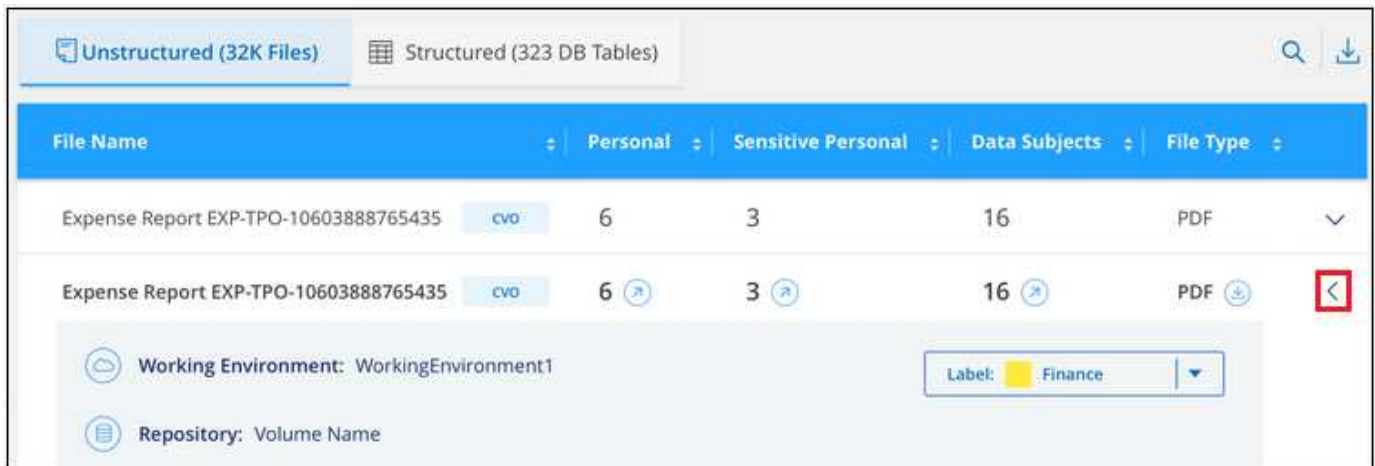 Unstructured (32K Files) Structured (323 DB Tables)
File Name Personal Sensitive Personal Data Subjects File Type
Expense Report EXP-TPO-10603888765435 CVO 6 3 16 PDF
Expense Report EXP-TPO-10603888765435 CVO 6 3 16 PDF
Working Environment: WorkingEnvironment1 Label: Finance
Repository: Volume Name